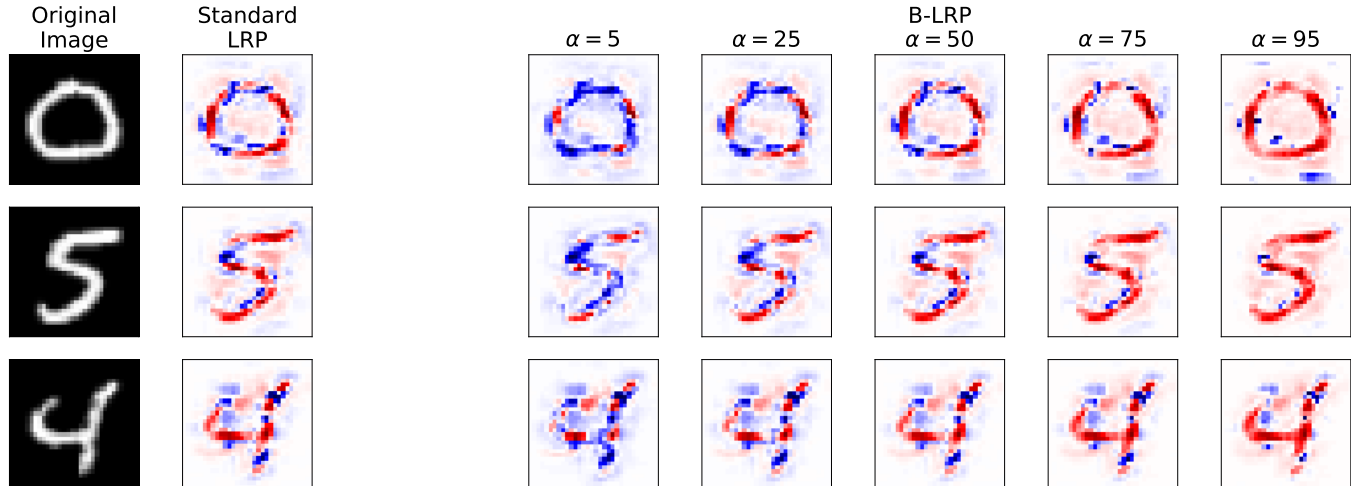 Original
Image
Standard
LRP
B-LRP
α = 5
α = 25
α = 50
α = 75
α = 95